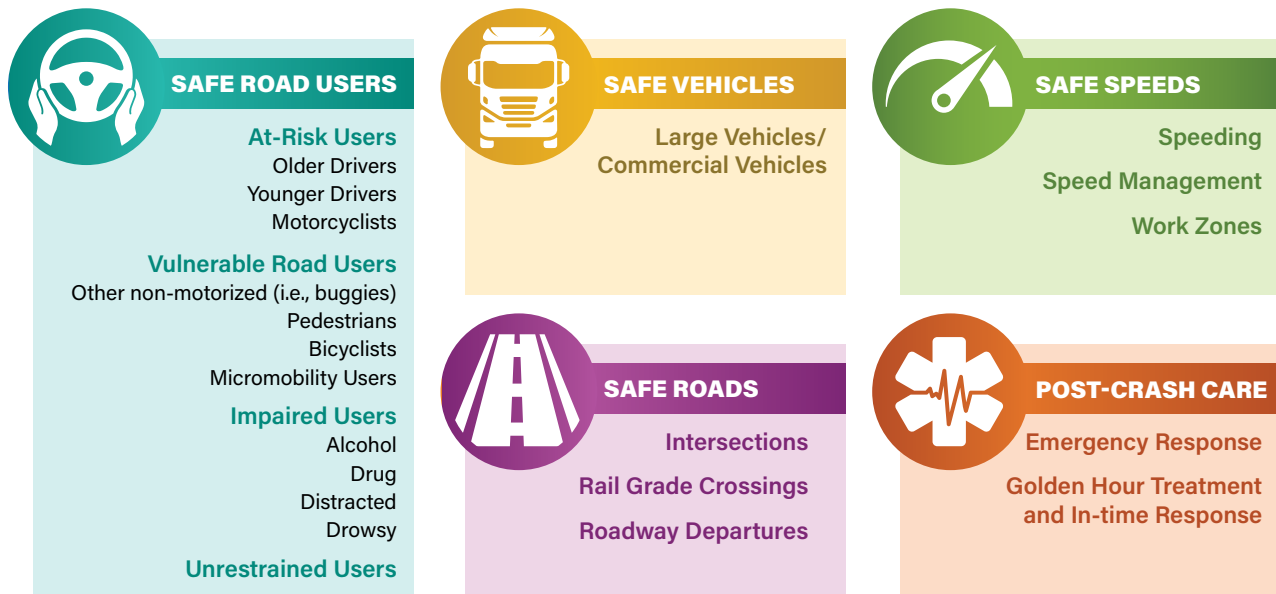 SAFE ROAD USERS
At-Risk Users
Older Drivers
Younger Drivers
Motorcyclists
Vulnerable Road Users
Other non-motorized (i.e., buggies)
Pedestrians
Bicyclists
Micromobility Users
Impaired Users
Alcohol
Drug
Distracted
Drowsy
Unrestrained Users
SAFE VEHICLES
Large Vehicles/
Commercial Vehicles
SAFE SPEEDS
Speeding
Speed Management
Work Zones
SAFE ROADS
Intersections
Rail Grade Crossings
Roadway Departures
POST-CRASH CARE
Emergency Response
Golden Hour Treatment
and In-time Response